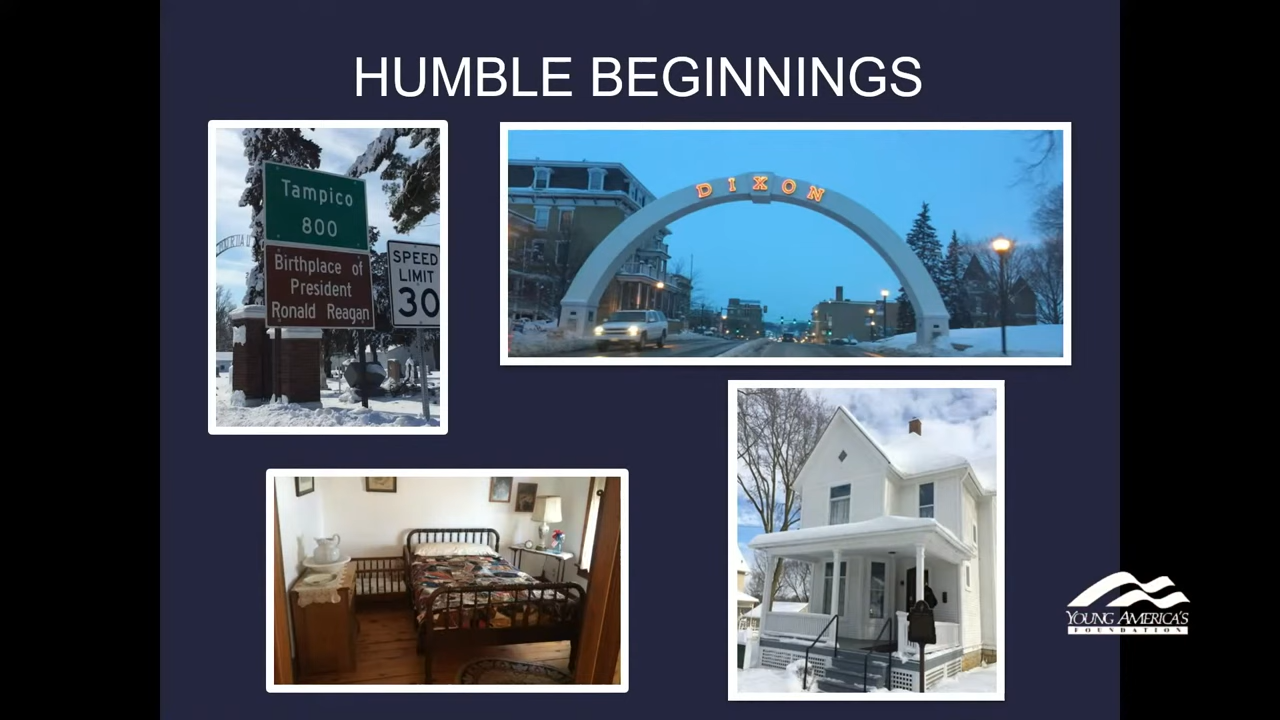 HUMBLE BEGINNINGS
Tampico
800
Birthplace of
President
Ronald Reagan
SPEED
LIMIT
30
DIXON
YOUNG AMERICA'S
FOUNDATION